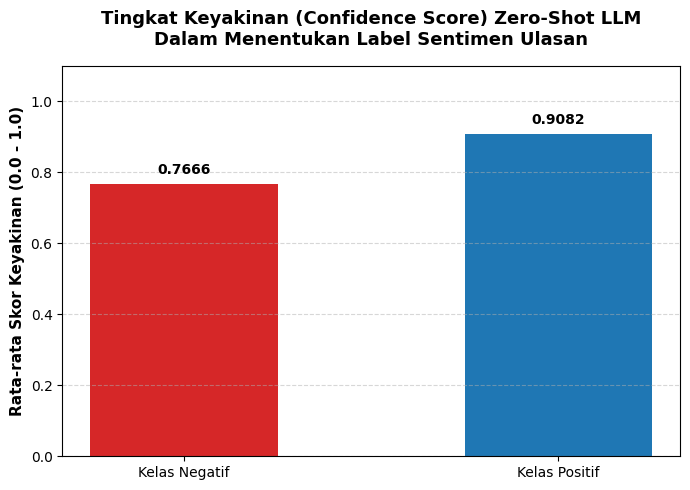 Tingkat Keyakinan (Confidence Score) Zero-Shot LLM
Dalam Menentukan Label Sentimen Ulasan
Rata-rata Skor Keyakinan (0.0 - 1.0)
1.0
0.8
0.6
0.4
0.2
0.0
0.7666
0.9082
Kelas Negatif
Kelas Positif